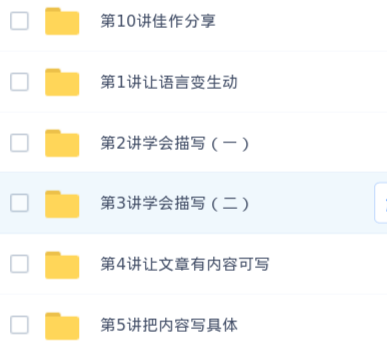 第10讲佳作分享
第1讲让语言变生动
第2讲学会描写（一）
第3讲学会描写（二）
第4讲让文章有内容可写
第5讲把内容写具体